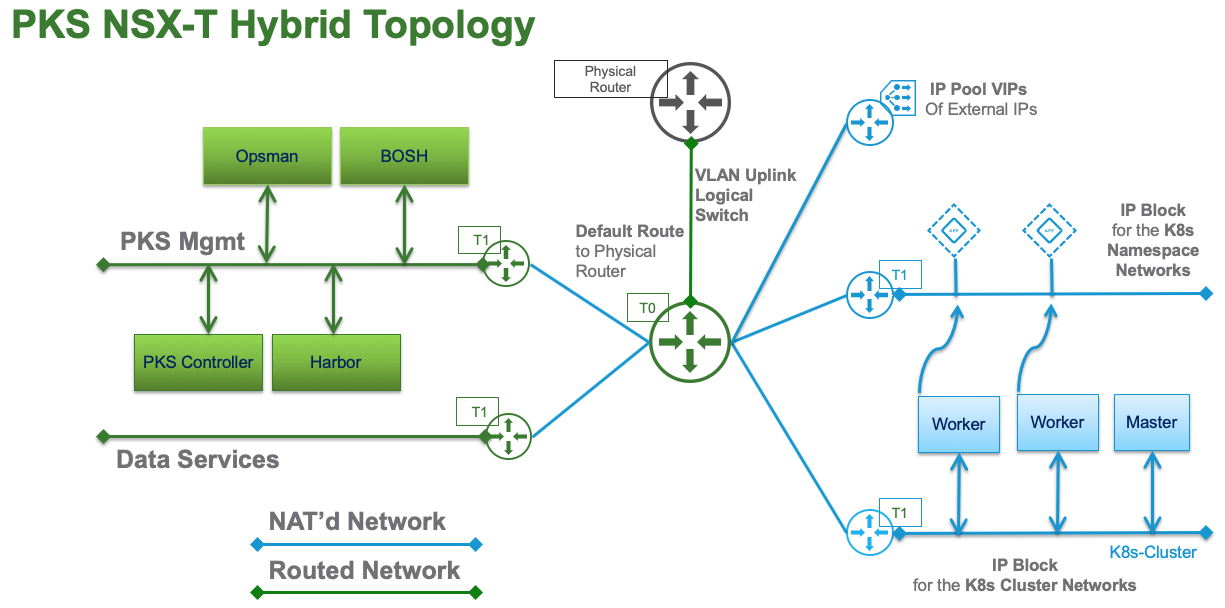 PKS NSX-T Hybrid Topology
Physical
Router
IP Pool VIPs
Of External IPs
Opsman
BOSH
VLAN Uplink
Logical
Switch
PKS Mgmt
T1
Default Route
to Physical
Router
APP
APP
IP Block
for the K8s
Namespace
Networks
T1
T0
PKS Controller
Harbor
T1
Data Services
Worker
Worker
Master
T1
NAT’d Network
Routed Network
K8s-Cluster
IP Block
for the K8s Cluster Networks